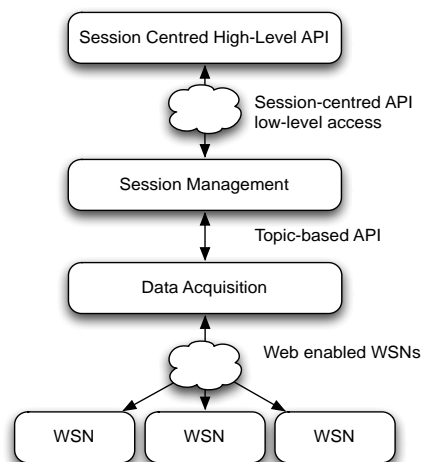 Session Centred High-Level API
Session-centred API
low-level access
Session Management
Topic-based API
Data Acquisition
Web enabled WSNs
WSN
WSN
WSN